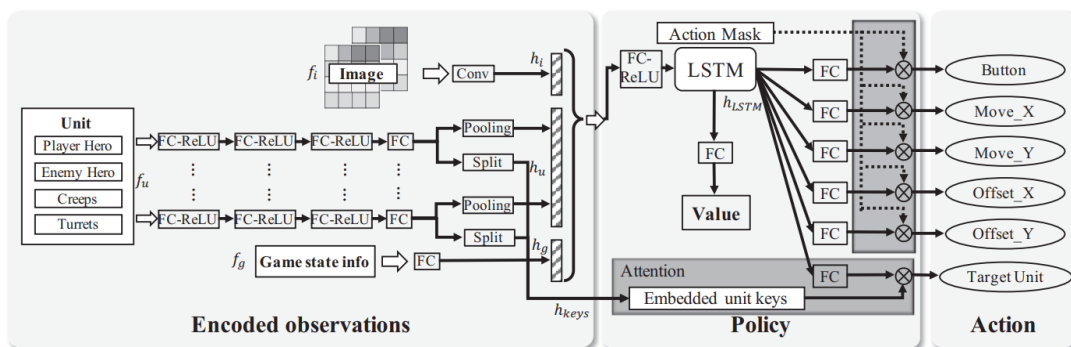 f_i
Image
Conv
h_i
Unit
Player Hero
Enemy Hero
Creeps
Turrets
f_u
FC-ReLU
FC-ReLU
FC-ReLU
FC
Pooling
Split
h_u
FC-ReLU
FC-ReLU
FC-ReLU
FC
Pooling
Split
f_g
Game state info
FC
h_g
h_keys
Encoded observations
Action Mask
FC-
ReLU
LSTM
h_LSTM
FC
Value
FC
FC
FC
FC
FC
Attention
FC
Embedded unit keys
Policy
Button
Move_X
Move_Y
Offset_X
Offset_Y
Target Unit
Action